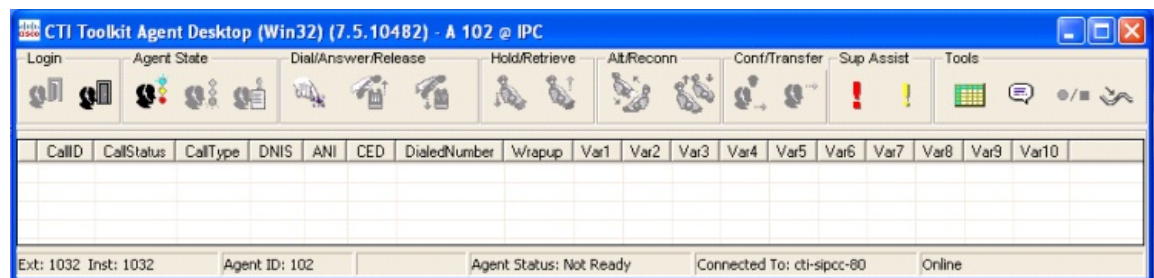 CTI Toolkit Agent Desktop (Win32) (7.5.10482) - A 102 @ IPC
Login Agent State Dial/Answer/Release Hold/Retrieve Alt/Reconn Conf/Transfer Sup Assist Tools
CallID CallStatus CallType DNIS ANI CED DialedNumber Wrapup Var1 Var2 Var3 Var4 Var5 Var6 Var7 Var8 Var9 Var10
Ext: 1032 Inst: 1032 Agent ID: 102 Agent Status: Not Ready Connected To: cti-sipcc-80 Online